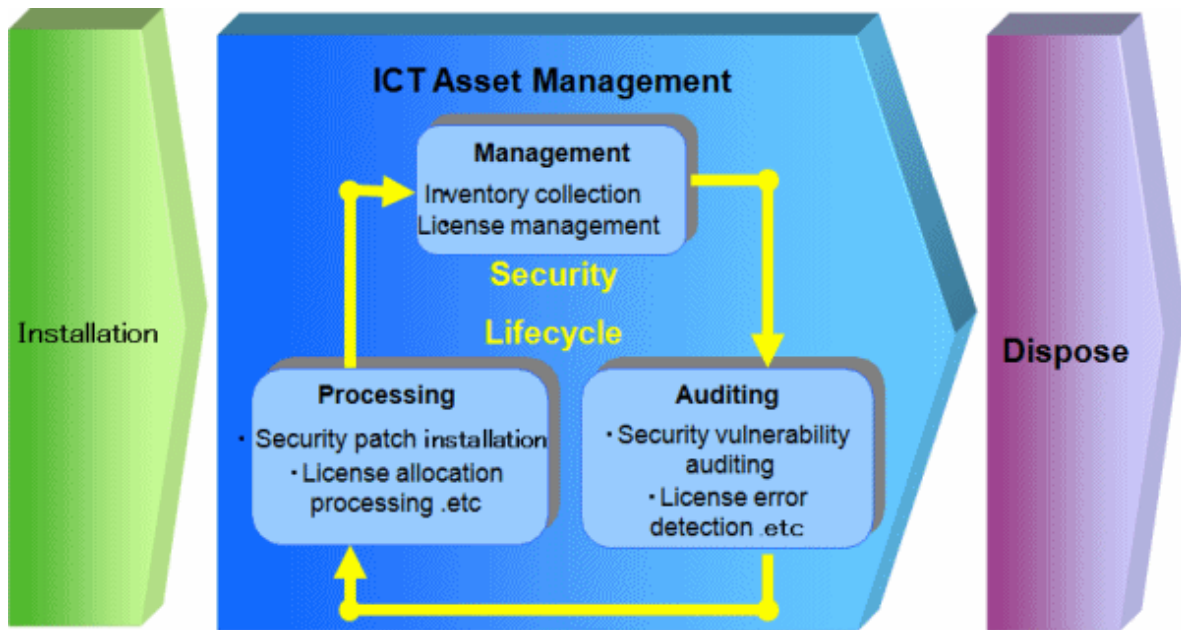 Installation
ICT Asset Management
Management
Inventory collection
License management
Security
Lifecycle
Processing
・Security patch installation
・License allocation
processing .etc
Auditing
・Security vulnerability
auditing
・License error
detection .etc
Dispose